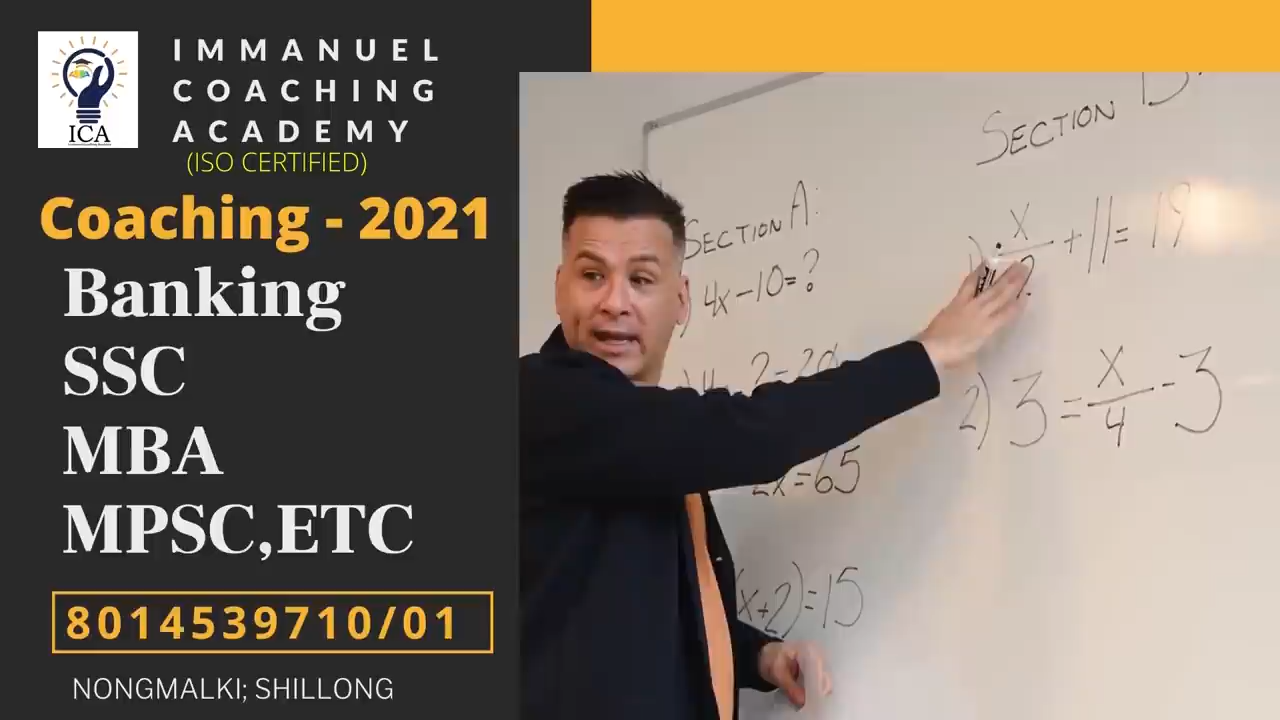 ICA
IMMANUEL
COACHING
ACADEMY
(ISO CERTIFIED)
Coaching - 2021
Banking
SSC
MBA
MPSC,ETC
8014539710/01
NONGMALKI; SHILLONG
SECTION A:
4x-10=?
2x=65
x+2)=15
SECTION
x
+11=19
2) 3 = x/4 - 3